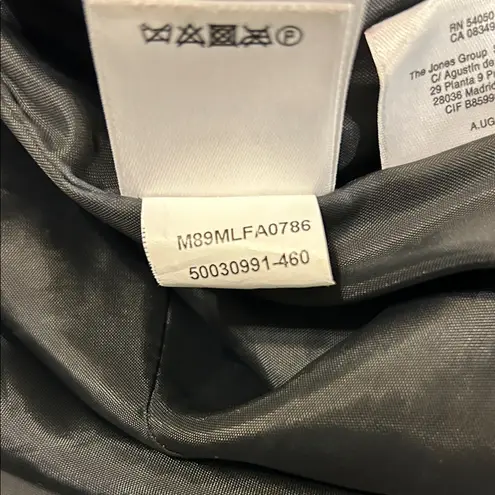 P
RN 54050
CA 08349
The Jones Group
C/ Agustin de
29 Planta 9 P
28036 Madrid
CIF B8599
A.UG
M89MLFA0786
50030991-460